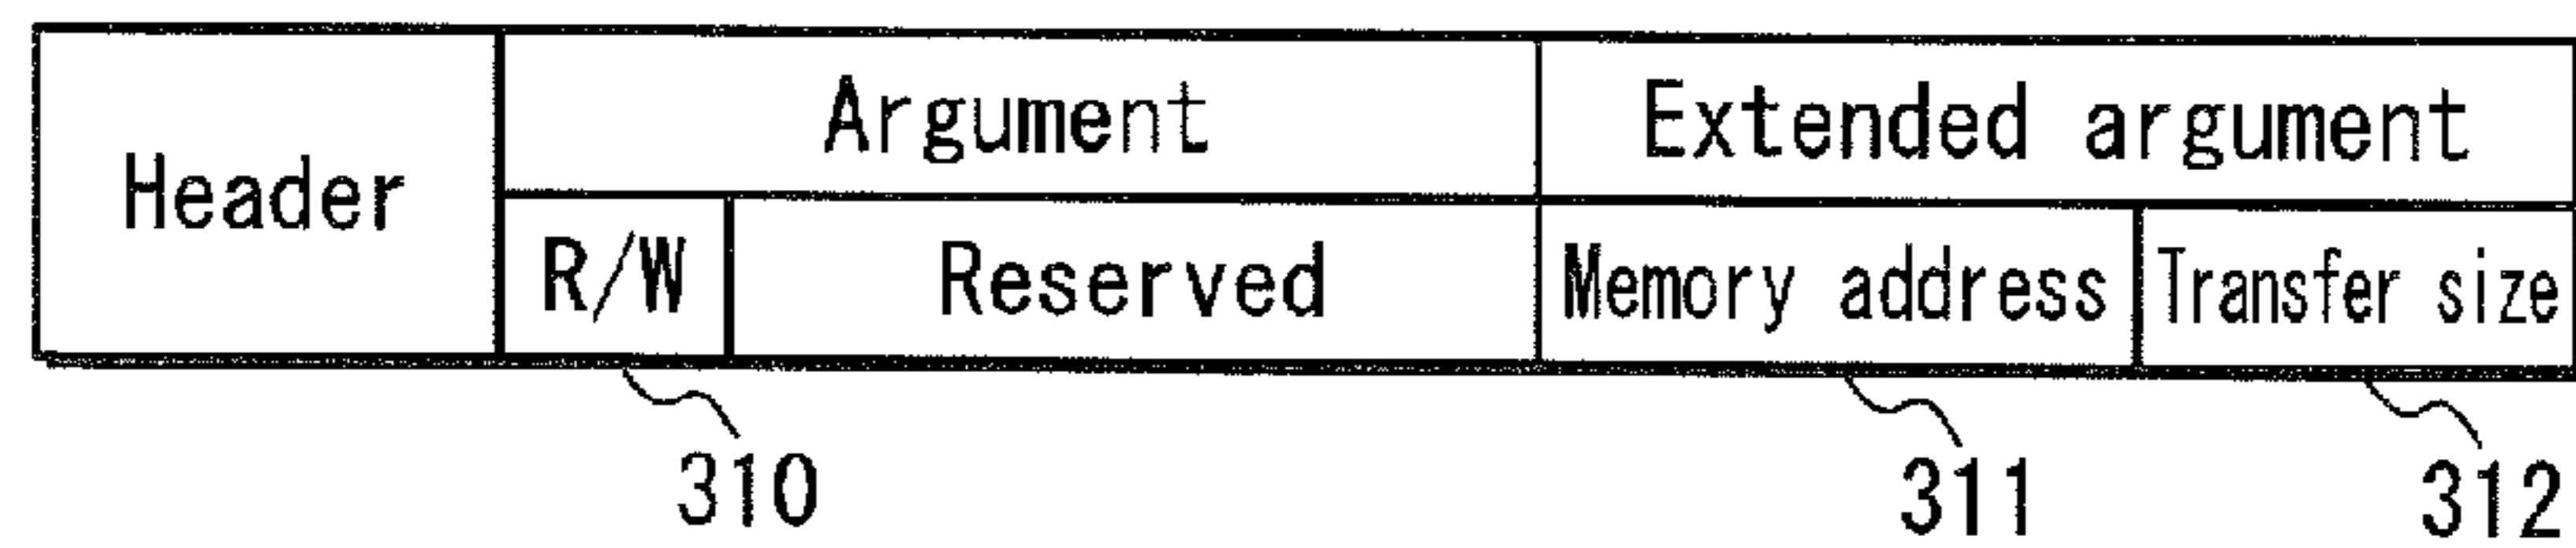 Header
Argument
Extended argument
R/W
Reserved
Memory address
Transfer size
310
311
312